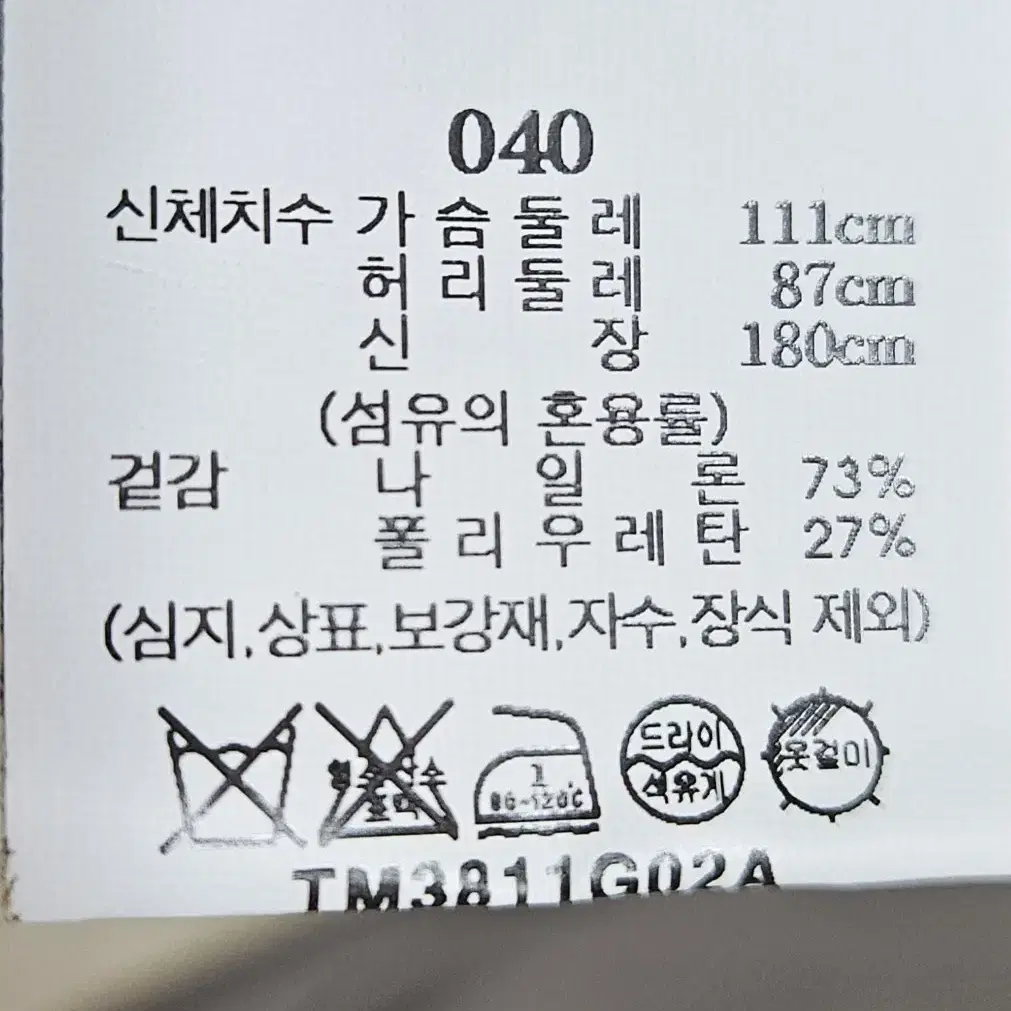 040
신체치수 가슴둘레 111cm
허리둘레 87cm
신장 180cm
(섬유의 혼용률)
겉감 나일론 73%
폴리우레탄 27%
(심지,상표,보강재,자수,장식 제외)
드라이
석유계
옷걸이
TM3811G02A